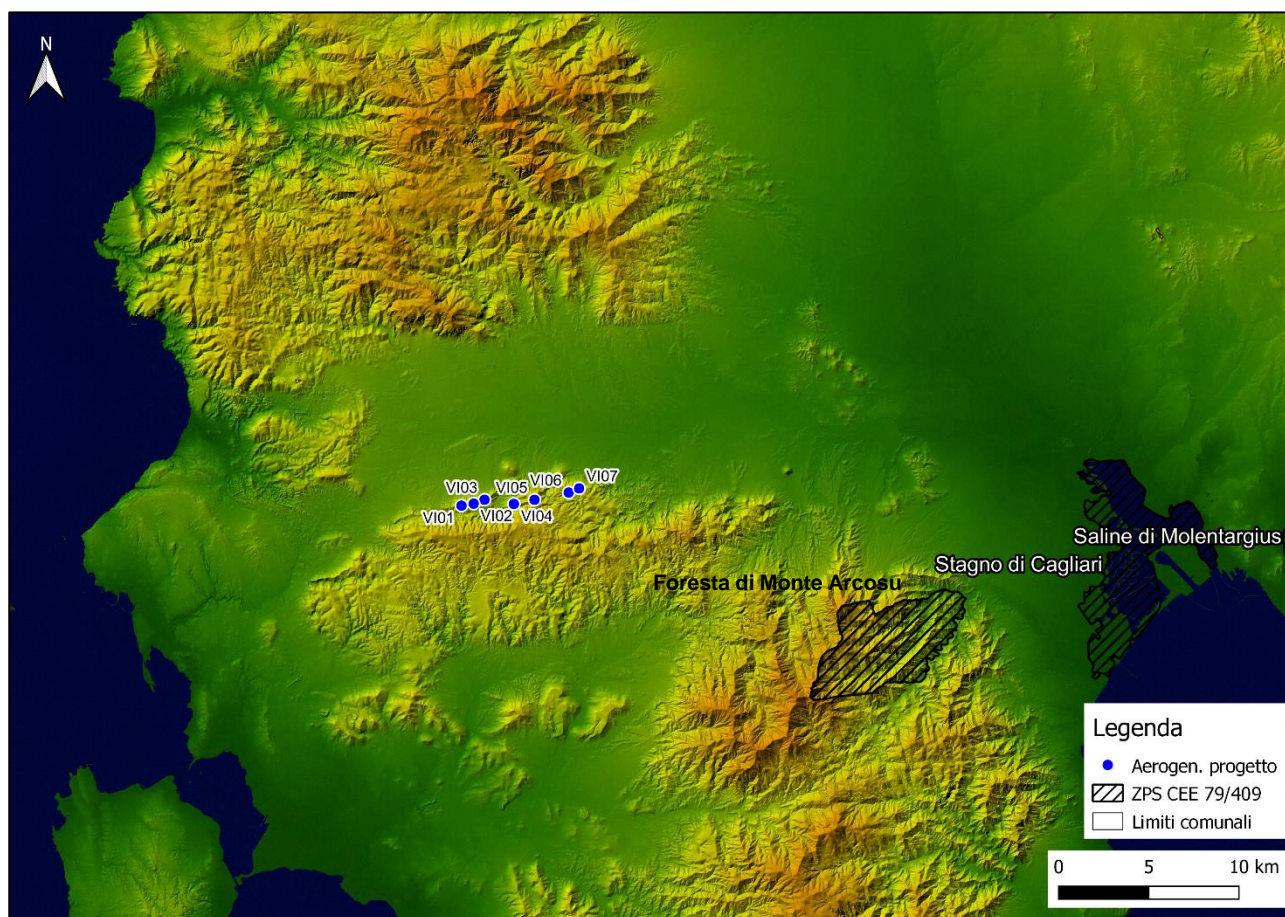 N
VI03
VI05
VI06
VI07
VI01
VI02
VI04
Saline di Molentargius
Stagno di Cagliari
Foresta di Monte Arcosu
Legenda
Aerogen. progetto
ZPS CEE 79/409
Limiti comunali
0 5 10 km